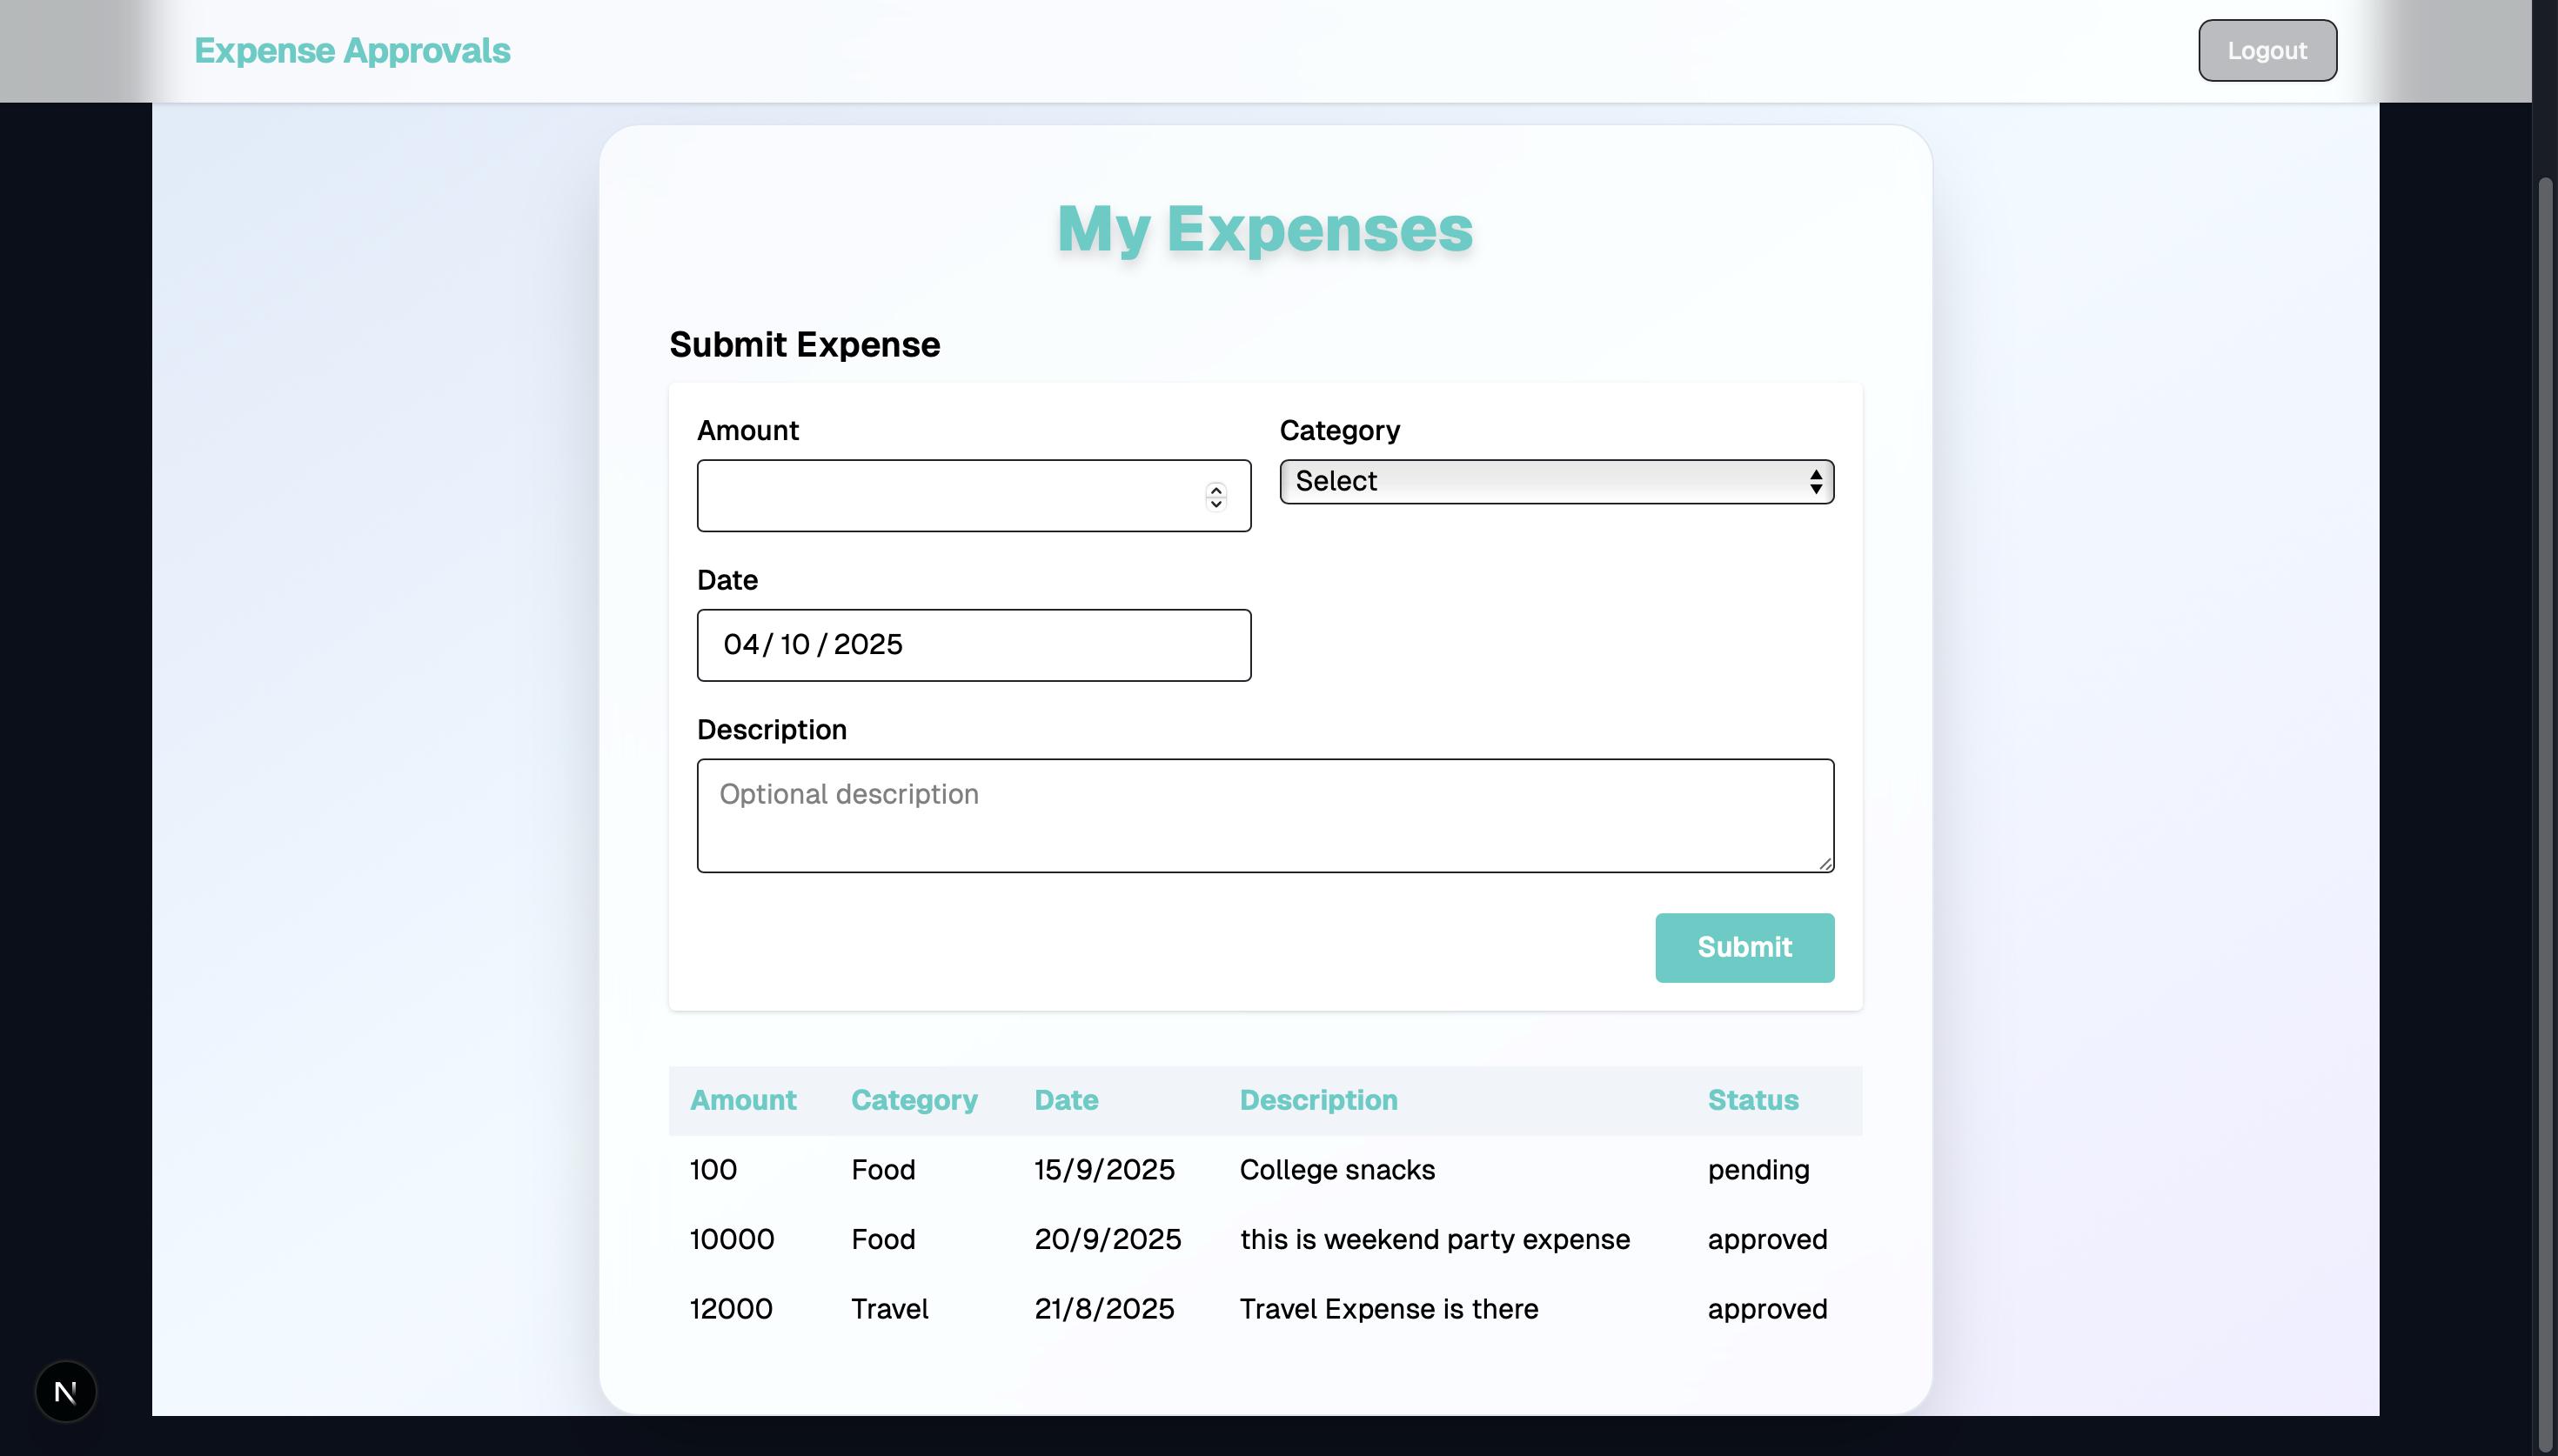 Expense Approvals
Logout
My Expenses
Submit Expense
Amount Category
Select
Date
04/10/2025
Description
Optional description
Submit
Amount Category Date Description Status
100 Food 15/9/2025 College snacks pending
10000 Food 20/9/2025 this is weekend party expense approved
12000 Travel 21/8/2025 Travel Expense is there approved
N